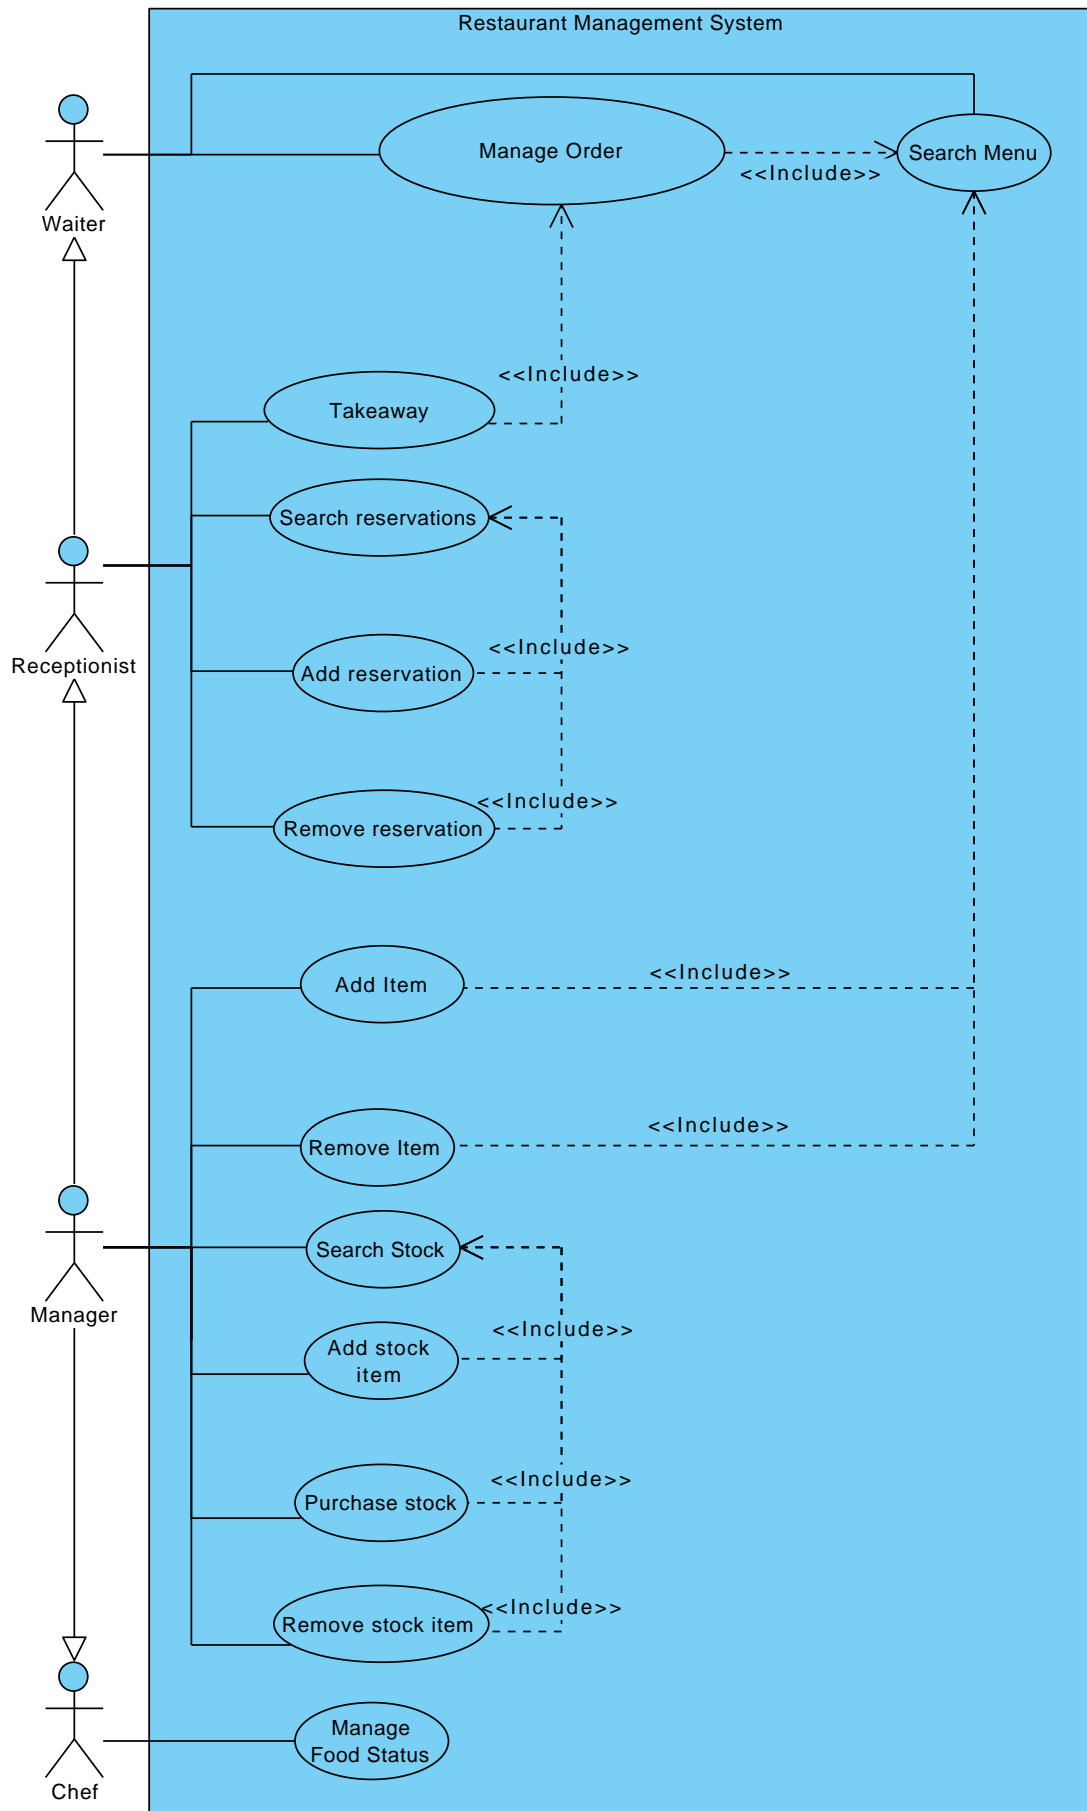 Restaurant Management System
Manage Order
Search Menu
<<Include>>
Waiter
<<Include>>
Takeaway
Search reservations
<<Include>>
Receptionist
Add reservation
<<Include>>
Remove reservation
<<Include>>
Add Item
<<Include>>
Remove Item
Search Stock
Manager
<<Include>>
Add stock
item
<<Include>>
Purchase stock
<<Include>>
Remove stock item
Manage
Food Status
Chef